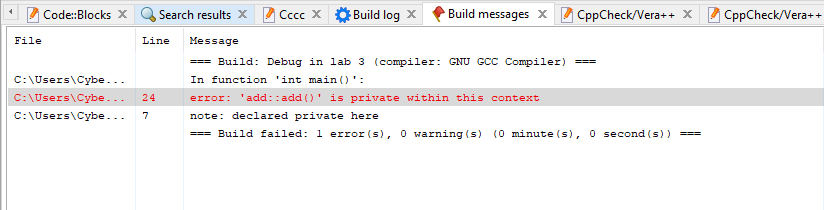 Code::Blocks Search results Cccc Build log Build messages CppCheck/Vera++ CppCheck/Vera++
File Line Message
=== Build: Debug in lab 3 (compiler: GNU GCC Compiler) ===
C:\Users\Cybe... In function 'int main()':
C:\Users\Cybe... 24 error: 'add::add()' is private within this context
C:\Users\Cybe... 7 note: declared private here
=== Build failed: 1 error(s), 0 warning(s) (0 minute(s), 0 second(s)) ===